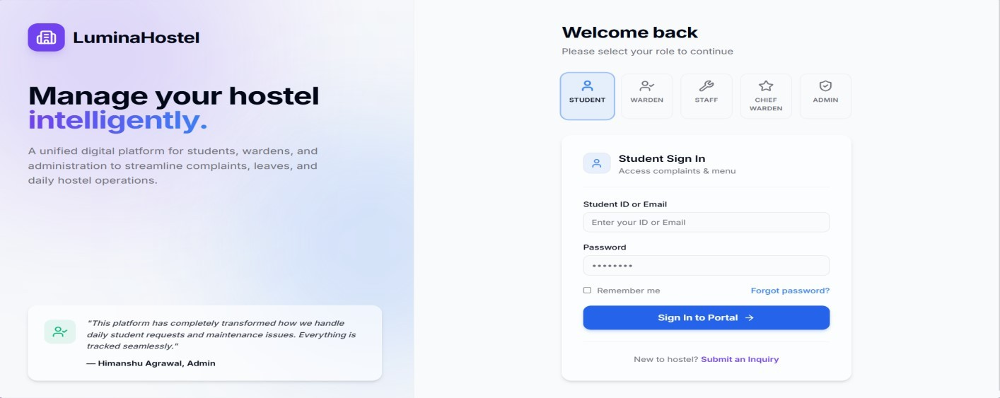 LuminaHostel
Manage your hostel
intelligently.
A unified digital platform for students, wardens, and
administration to streamline complaints, leaves, and
daily hostel operations.
"This platform has completely transformed how we handle
daily student requests and maintenance issues. Everything is
tracked seamlessly."
— Himanshu Agrawal, Admin
Welcome back
Please select your role to continue
STUDENT
WARDEN
STAFF
CHIEF
WARDEN
ADMIN
Student Sign In
Access complaints & menu
Student ID or Email
Enter your ID or Email
Password
••••••••
Remember me
Forgot password?
Sign In to Portal →
New to hostel? Submit an Inquiry